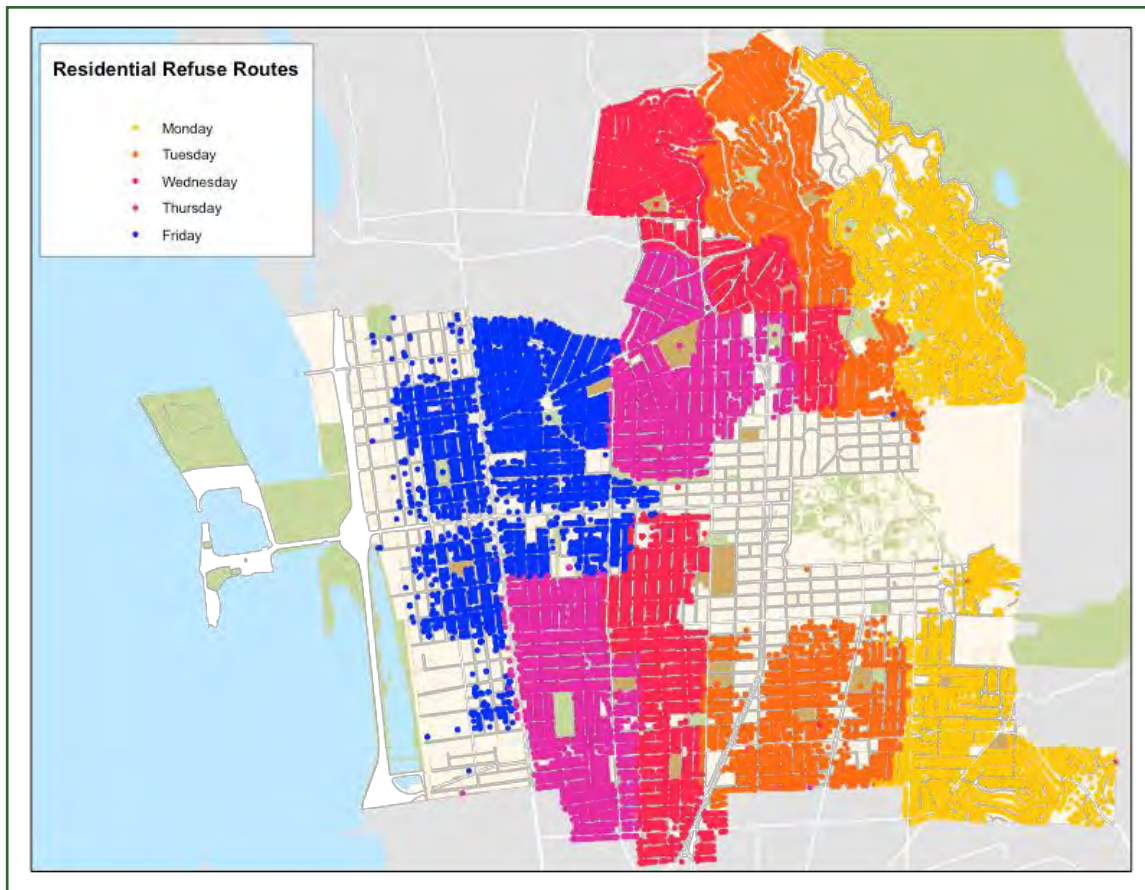 Residential Refuse Routes
Monday
Tuesday
Wednesday
Thursday
Friday